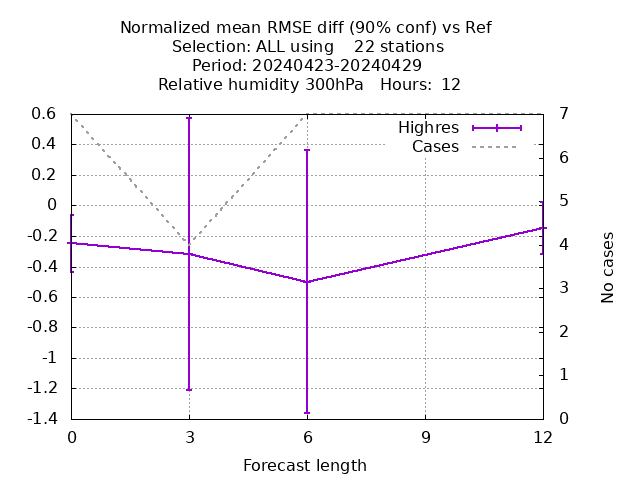 Normalized mean RMSE diff (90% conf) vs Ref
Selection: ALL using    22 stations
Period: 20240423-20240429
Relative humidity 300hPa   Hours:  12
Highres
Cases
0.6
0.4
0.2
0
-0.2
-0.4
-0.6
-0.8
-1
-1.2
-1.4
7
6
5
4
3
2
1
0
No cases
0 3 6 9 12
Forecast length